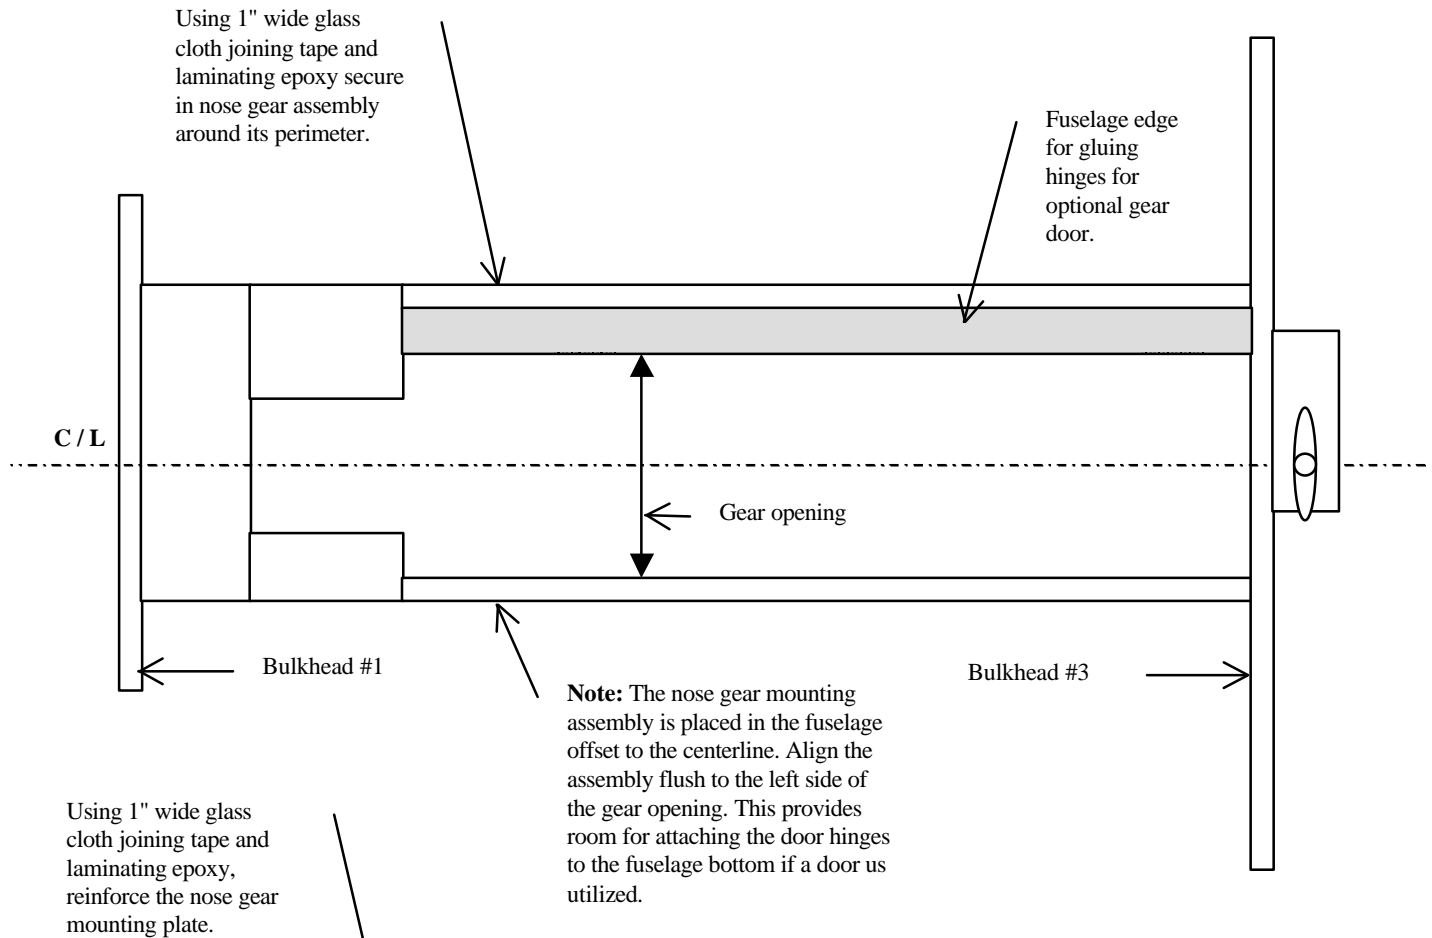 Using 1" wide glass
cloth joining tape and
laminating epoxy secure
in nose gear assembly
around its perimeter.
Fuselage edge
for gluing
hinges for
optional gear
door.
C / L
Gear opening
Bulkhead #1
Bulkhead #3
Note: The nose gear mounting
assembly is placed in the fuselage
offset to the centerline. Align the
assembly flush to the left side of
the gear opening. This provides
room for attaching the door hinges
to the fuselage bottom if a door us
utilized.
Using 1" wide glass
cloth joining tape and
laminating epoxy,
reinforce the nose gear
mounting plate.